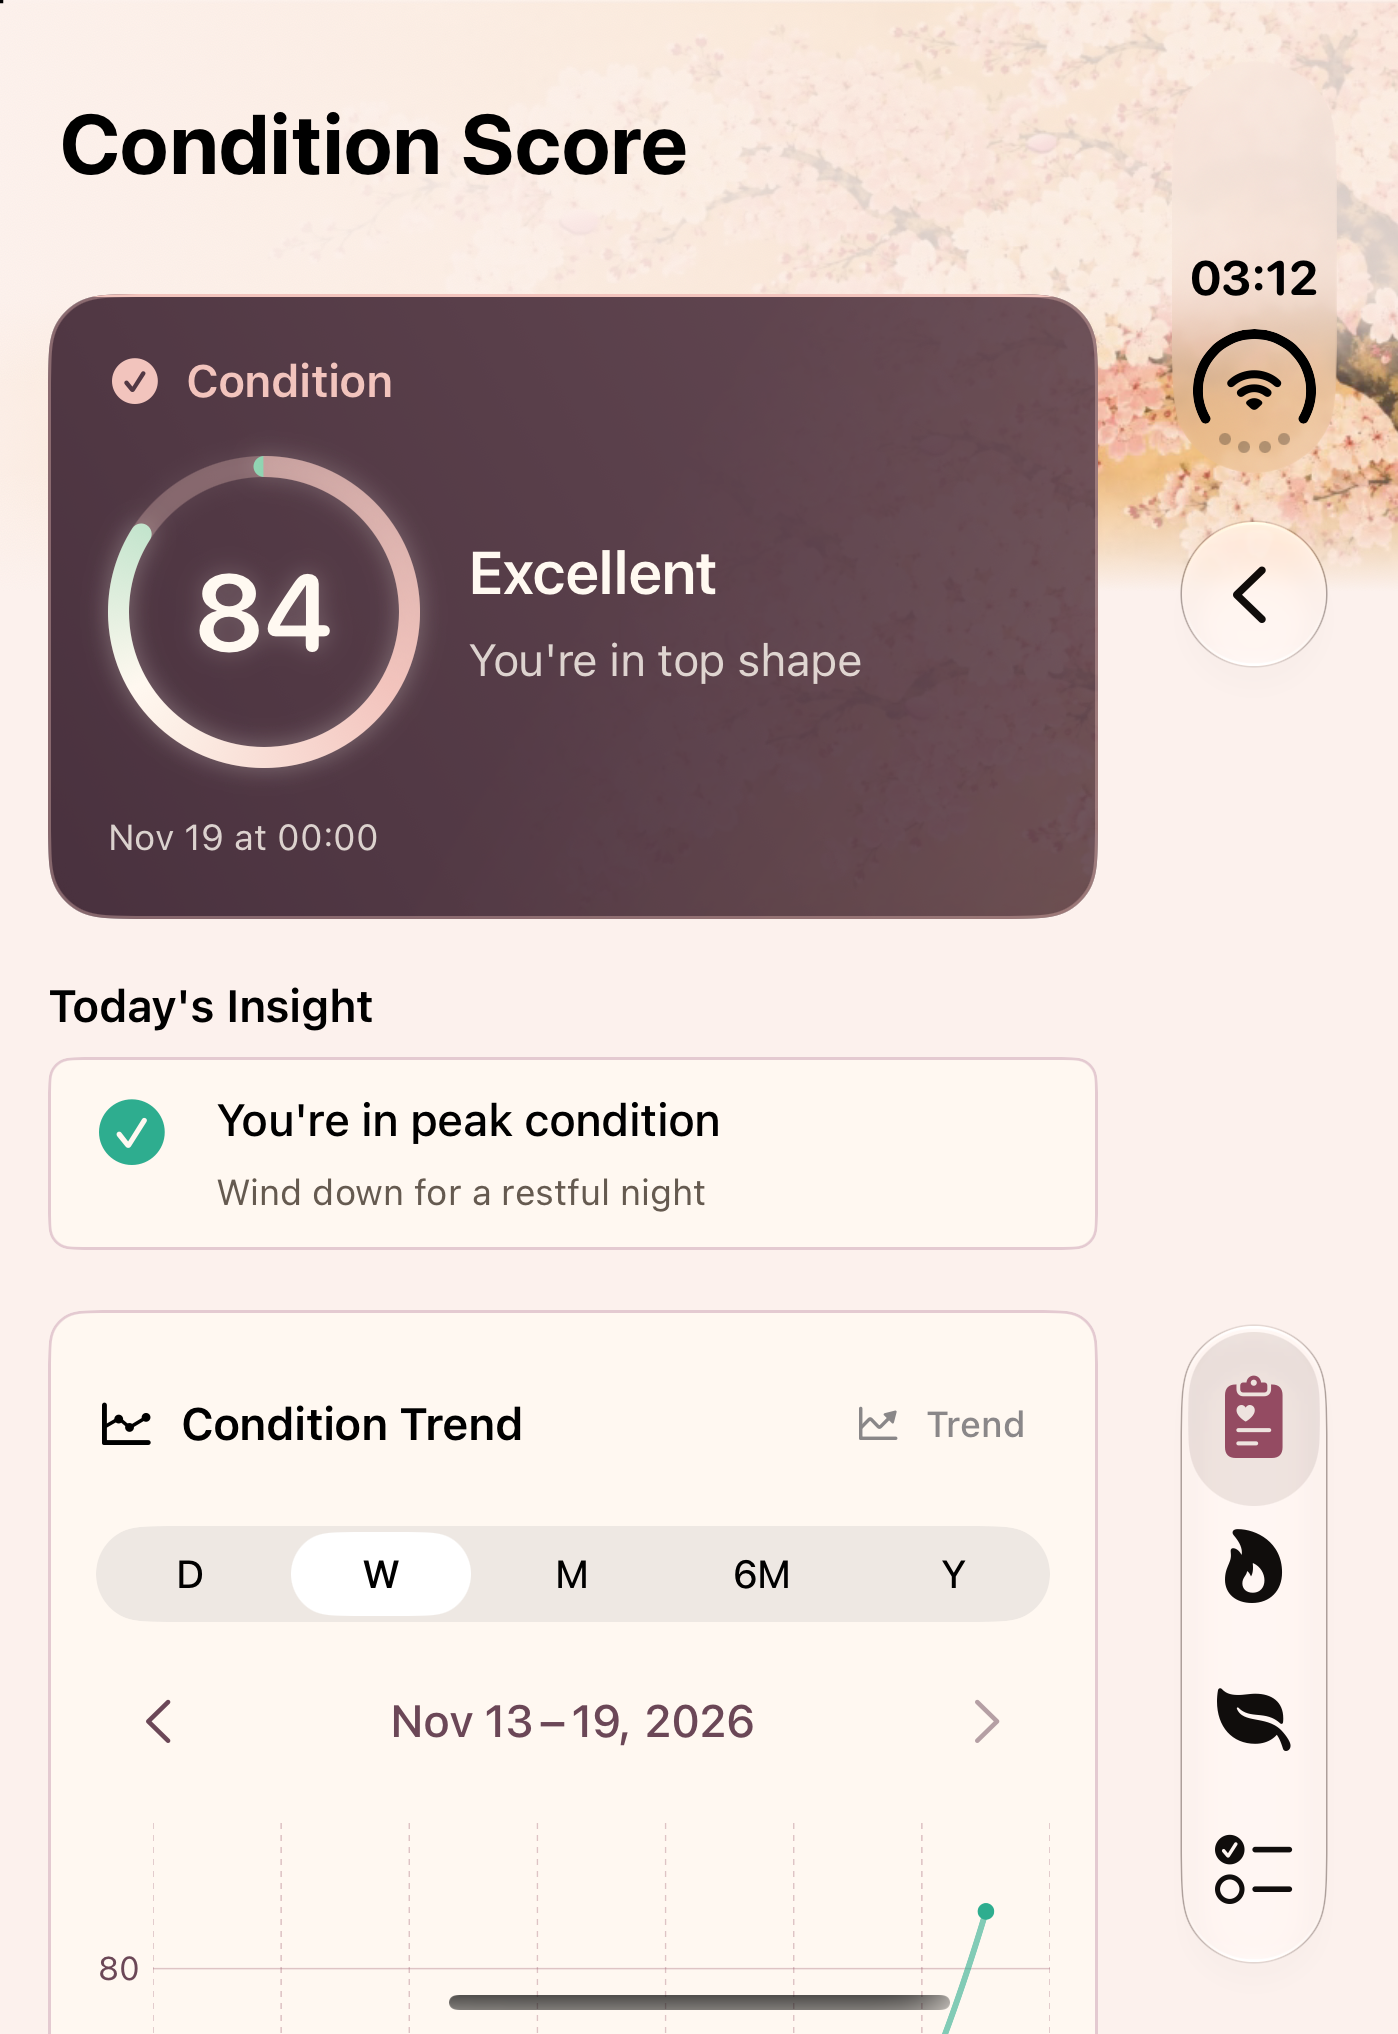 Condition Score
03:12
Condition
84
Excellent
You're in top shape
Nov 19 at 00:00
Today's Insight
You're in peak condition
Wind down for a restful night
Condition Trend
Trend
D W M 6M Y
Nov 13 – 19, 2026
80